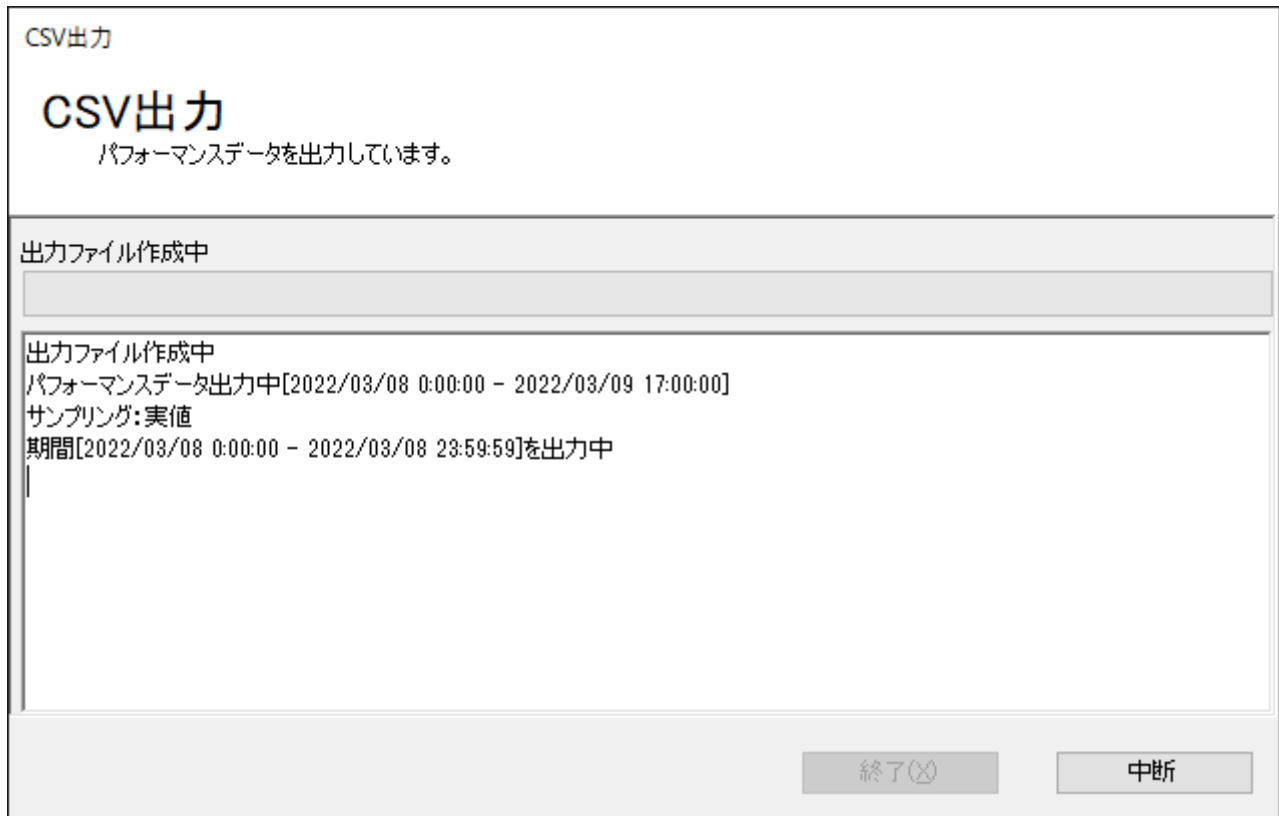 CSV出力
CSV出力
パフォーマンスデータを出力しています。
出力ファイル作成中
出力ファイル作成中
パフォーマンスデータ出力中[2022/03/08 0:00:00 - 2022/03/09 17:00:00]
サンプリング:実値
期間[2022/03/08 0:00:00 - 2022/03/08 23:59:59]を出力中
終了(X)
中断